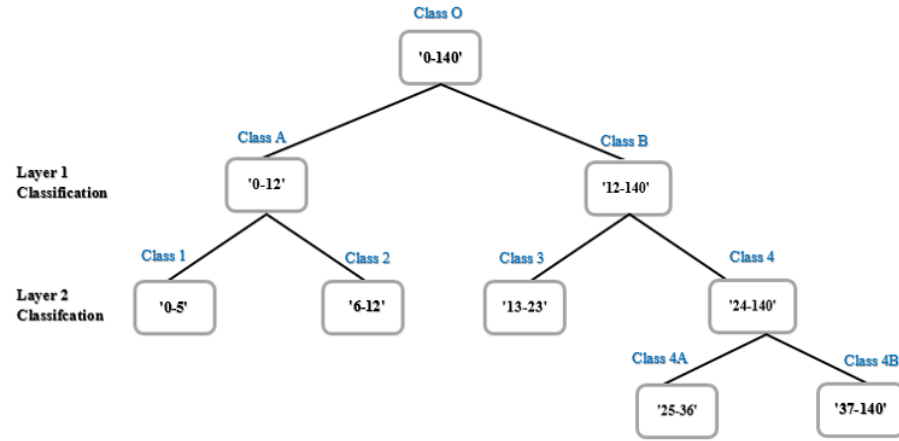 Class O
'0-140'
Class A
Class B
Layer 1
Classification
'0-12'
'12-140'
Class 1
Class 2
Class 3
Class 4
Layer 2
Classifcation
'0-5'
'6-12'
'13-23'
'24-140'
Class 4A
Class 4B
'25-36'
'37-140'